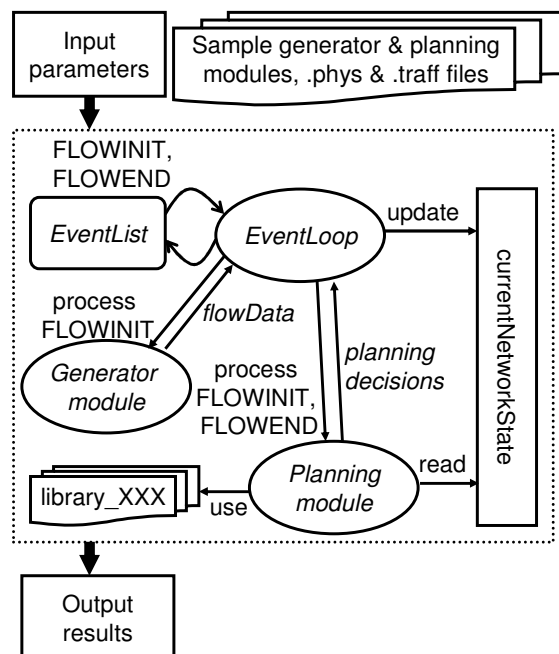 Input
parameters
Sample generator & planning
modules, .phys & .traff files
FLOWINIT,
FLOWEND
EventList
EventLoop
update
currentNetworkState
process
FLOWINIT
flowData
Generator
module
process
FLOWINIT,
FLOWEND
planning
decisions
Planning
module
read
library_XXX
use
Output
results